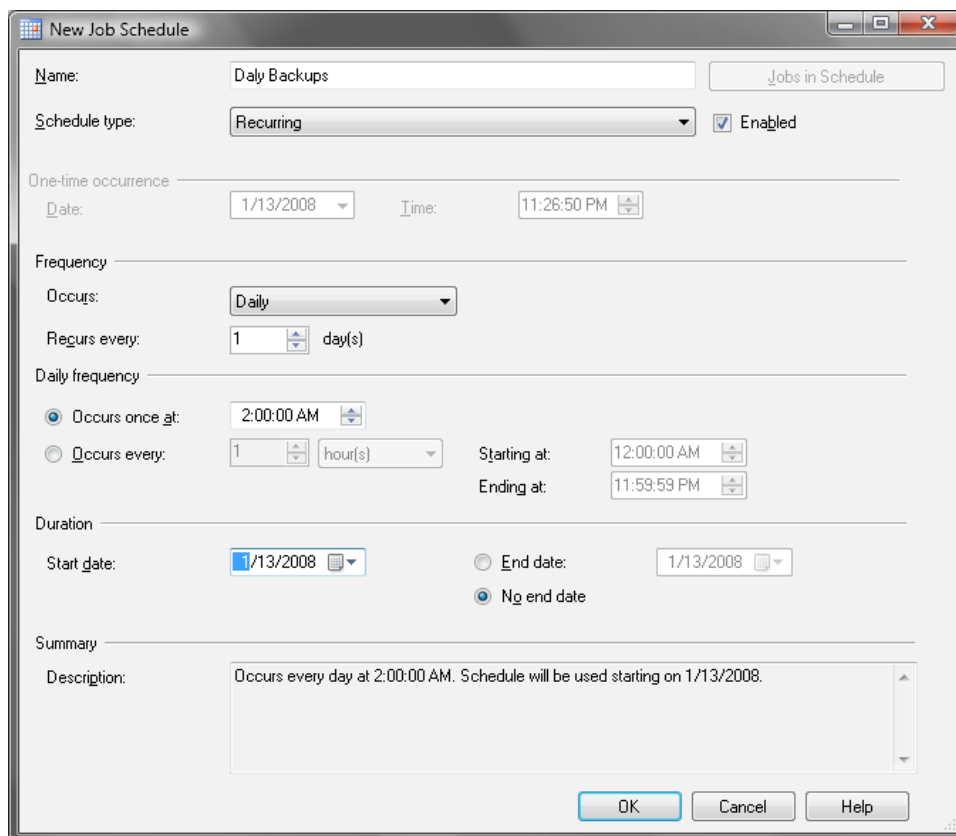 New Job Schedule
Name: Daly Backups Jobs in Schedule
Schedule type: Recurring Enabled
One-time occurrence
Date: 1/13/2008 Time: 11:26:50 PM
Frequency
Occurs: Daily
Recurs every: 1 day(s)
Daily frequency
Occurs once at: 2:00:00 AM
Occurs every: 1 hour(s) Starting at: 12:00:00 AM
Ending at: 11:59:59 PM
Duration
Start date: 1/13/2008 End date: 1/13/2008
No end date
Summary
Description: Occurs every day at 2:00:00 AM. Schedule will be used starting on 1/13/2008.
OK Cancel Help